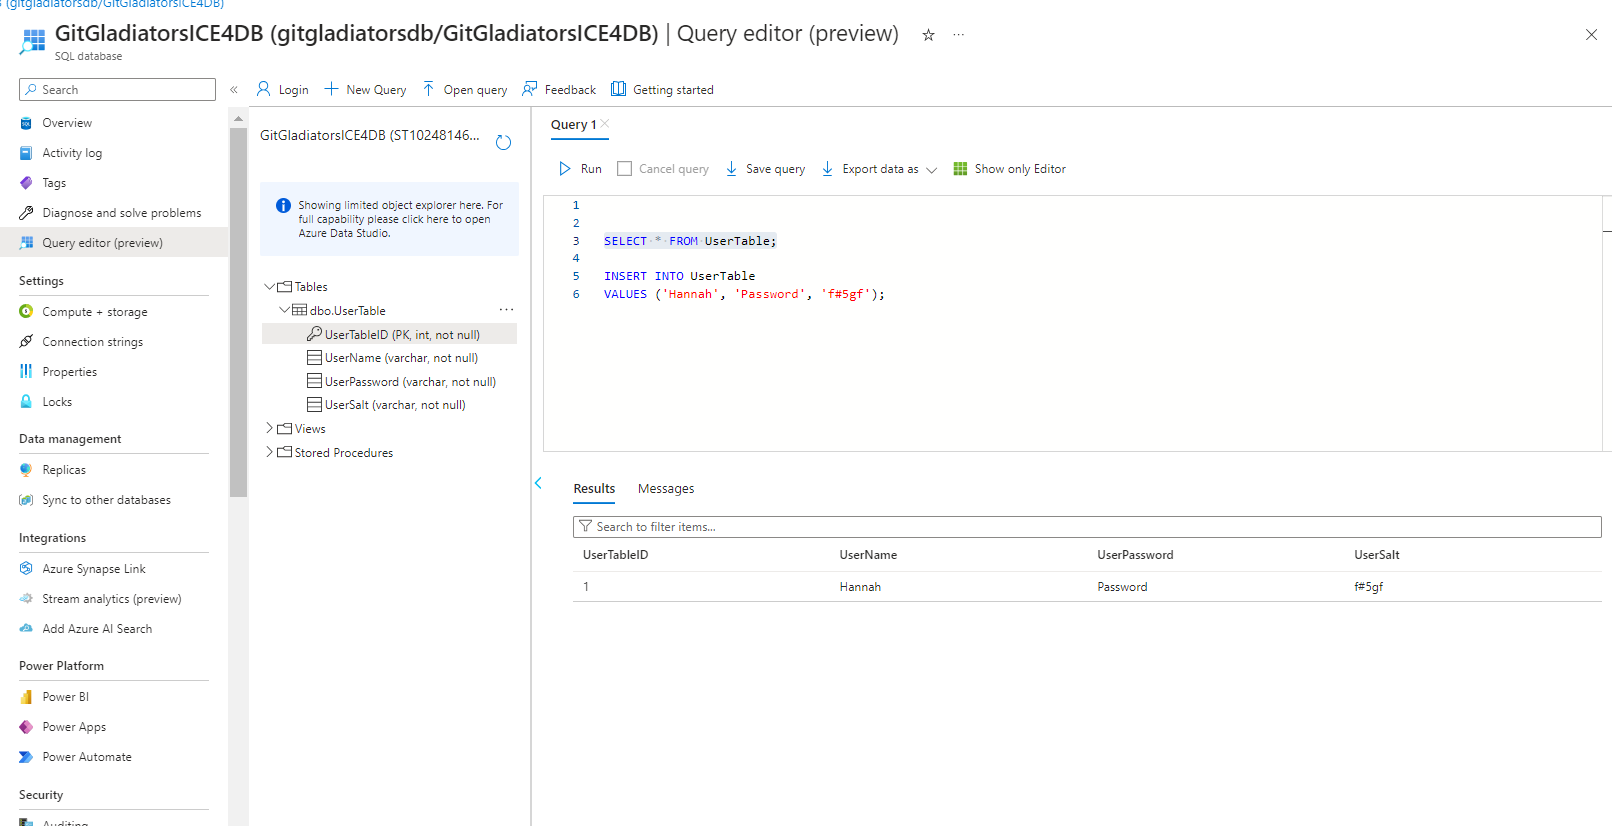 (gitgladiatorsdb/GitGladiatorsICE4DB)
GitGladiatorsICE4DB (gitgladiatorsdb/GitGladiatorsICE4DB) | Query editor (preview)
SQL database
Search
Overview
Activity log
Tags
Diagnose and solve problems
Query editor (preview)
Settings
Compute + storage
Connection strings
Properties
Locks
Data management
Replicas
Sync to other databases
Integrations
Azure Synapse Link
Stream analytics (preview)
Add Azure AI Search
Power Platform
Power BI
Power Apps
Power Automate
Security
Auditing
Login
New Query
Open query
Feedback
Getting started
GitGladiatorsICE4DB (ST10248146...
Showing limited object explorer here. For
full capability please click here to open
Azure Data Studio.
Tables
dbo.UserTable
UserTableID (PK, int, not null)
UserName (varchar, not null)
UserPassword (varchar, not null)
UserSalt (varchar, not null)
Views
Stored Procedures
Query 1
Run
Cancel query
Save query
Export data as
Show only Editor
1
2
3 SELECT * FROM UserTable;
4
5 INSERT INTO UserTable
6 VALUES ('Hannah', 'Password', 'f#5gf');
Results Messages
Search to filter items...
UserTableID UserName UserPassword UserSalt
1 Hannah Password f#5gf